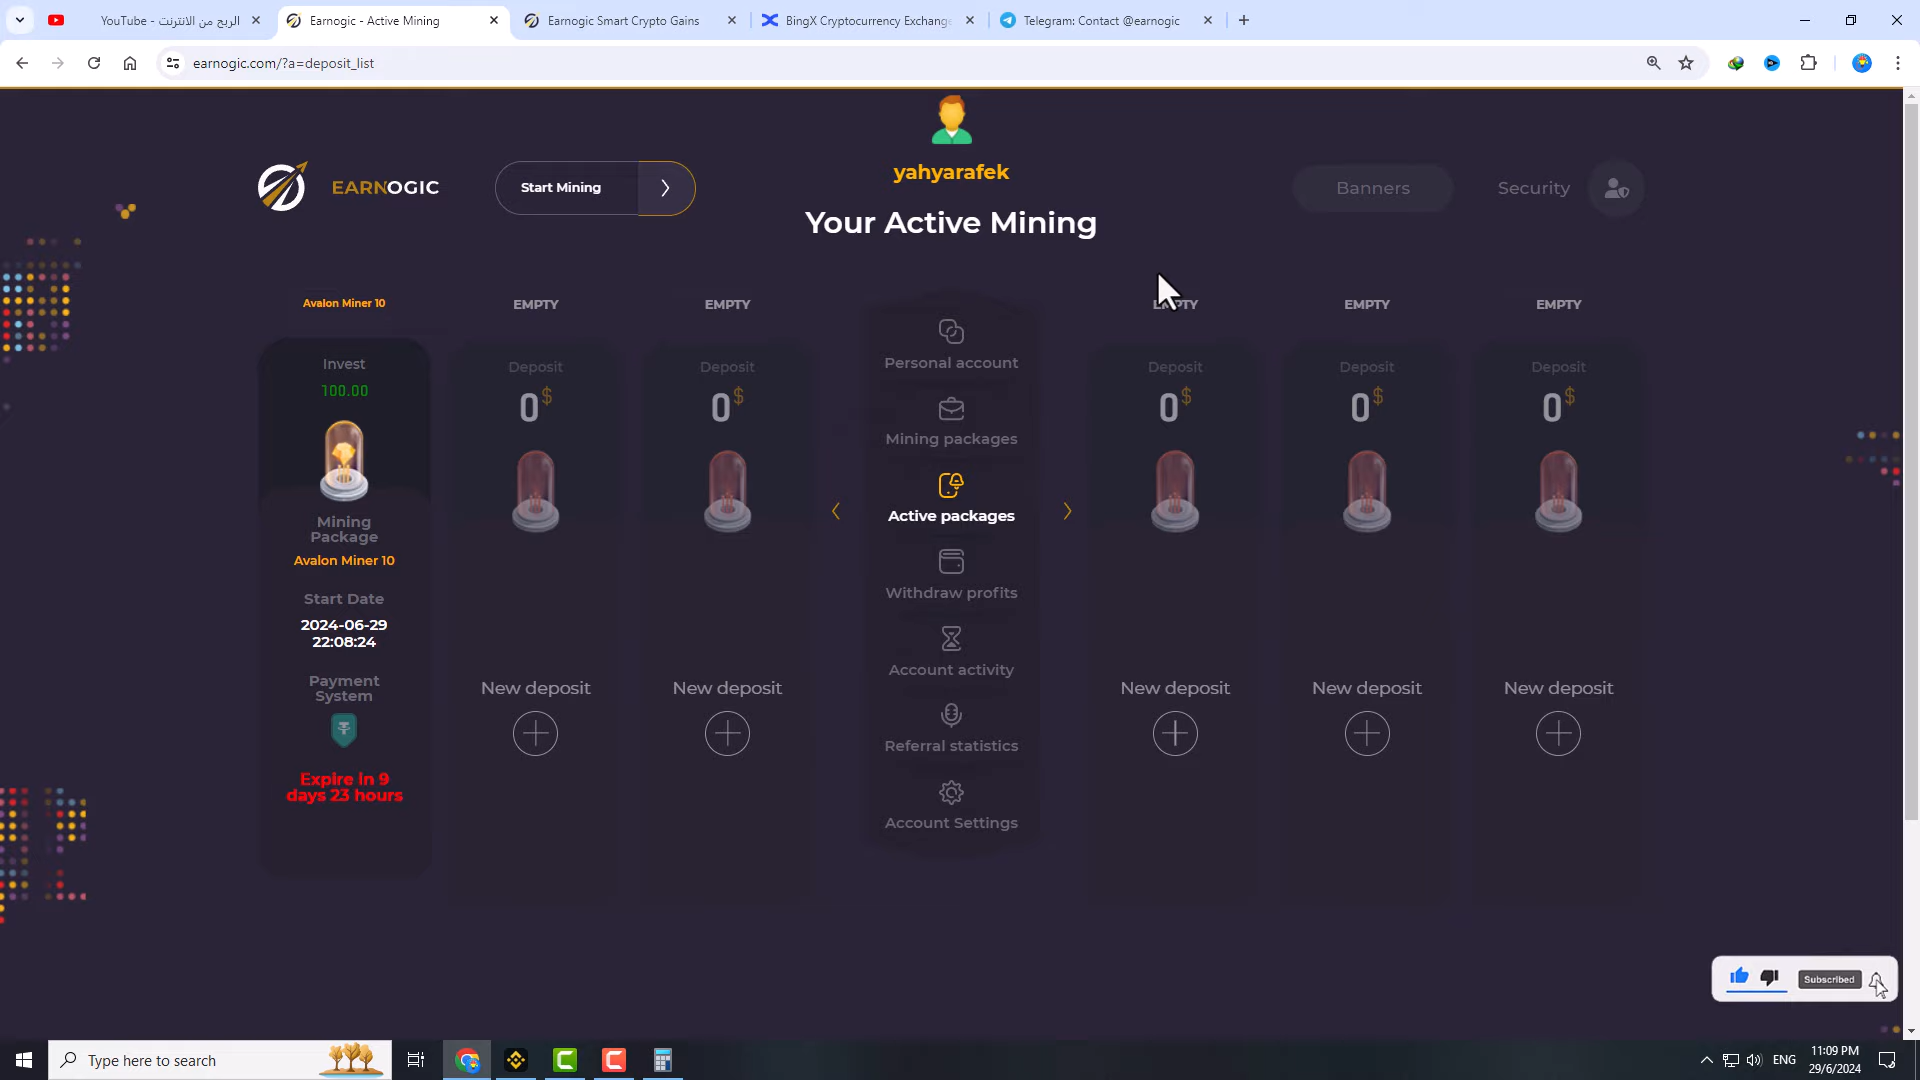 YouTube - الربح من الانترنت
Earnogic - Active Mining
Earnogic Smart Crypto Gains
BingX Cryptocurrency Exchange
Telegram: Contact @earnogic
earnogic.com/?a=deposit_list
EARNOGIC
Start Mining
yahyarafek
Your Active Mining
Banners
Security
Avalon Miner 10
Invest
100.00
Mining
Package
Avalon Miner 10
Start Date
2024-06-29
22:08:24
Payment
System
Expire In 9
days 23 hours
EMPTY
Deposit
0$
New deposit
EMPTY
Deposit
0$
New deposit
Personal account
Mining packages
Active packages
Withdraw profits
Account activity
Referral statistics
Account Settings
EMPTY
Deposit
0$
New deposit
EMPTY
Deposit
0$
New deposit
EMPTY
Deposit
0$
New deposit
Subscribed
Type here to search
ENG
11:09 PM
29/6/2024